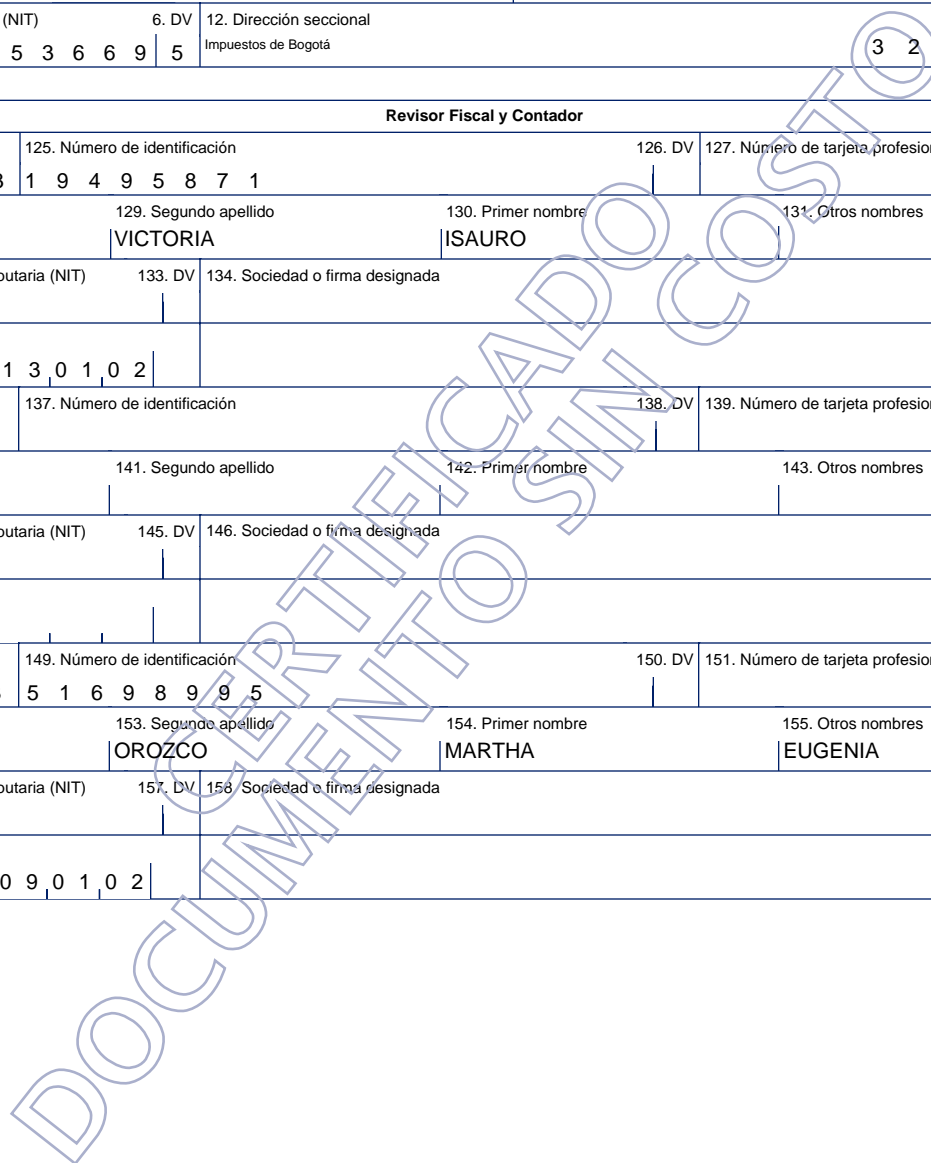 (NIT) 6. DV 12. Dirección seccional
5 3 6 6 9 5 Impuestos de Bogotá 3 2
Revisor Fiscal y Contador
125. Número de identificación 126. DV 127. Número de tarjeta
1 9 4 9 5 8 7 1
129. Segundo apellido 130. Primer nombre 131. Otros nombres
VICTORIA ISAURO
(NIT) 133. DV 134. Sociedad o firma designada
1 3 0 1 0 2
137. Número de identificación 138. DV 139. Número de tarjeta
141. Segundo apellido 142. Primer nombre 143. Otros nombres
(NIT) 145. DV 146. Sociedad o firma designada
149. Número de identificación 150. DV 151. Número de tarjeta
5 1 6 9 8 9 9 5
153. Segundo apellido 154. Primer nombre 155. Otros nombres
OROZCO MARTHA EUGENIA
(NIT) 157. DV 158. Sociedad o firma designada
0 9 0 1 0 2
CERTIFICADO
DOCUMENTO SIN COSTO